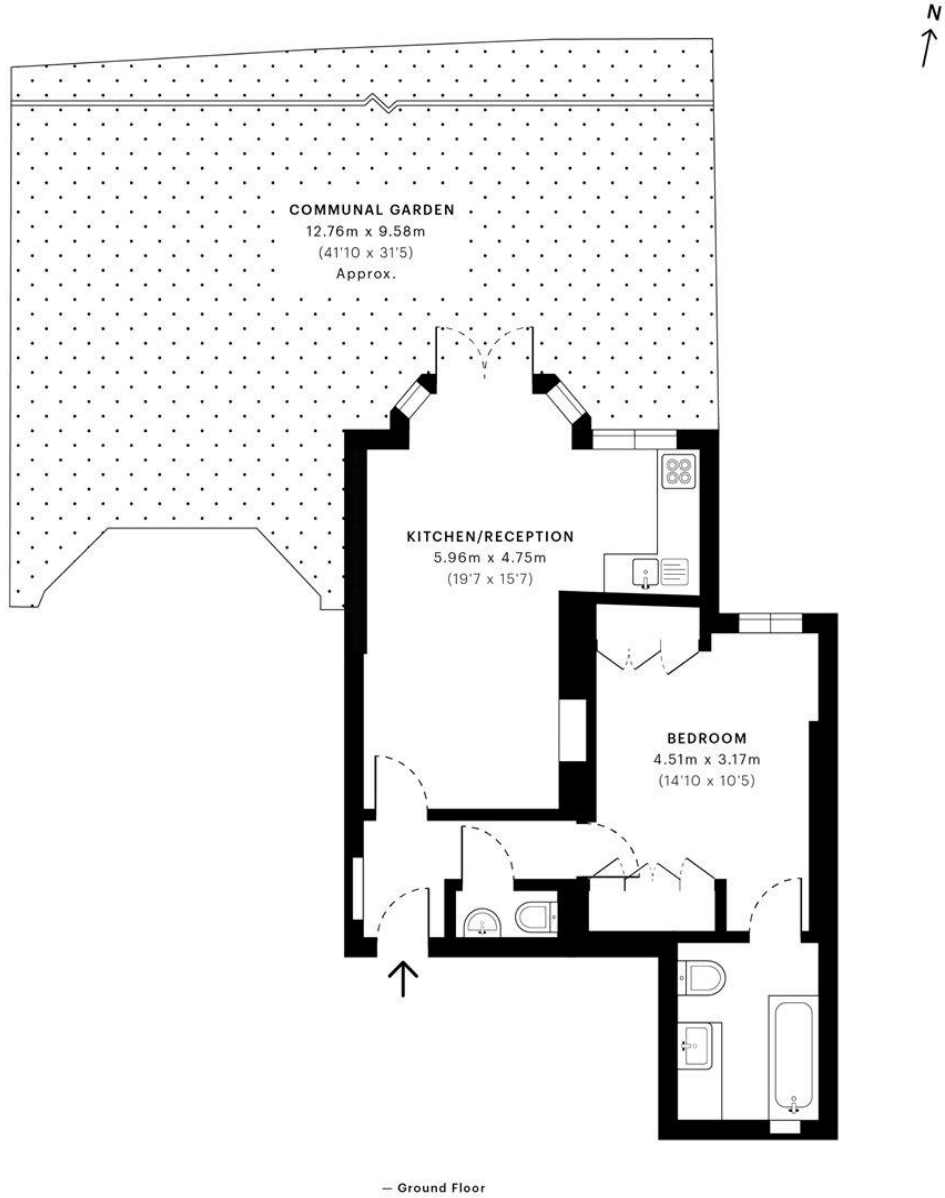 N
COMMUNAL GARDEN
12.76m x 9.58m
(41'10 x 31'5)
Approx.
KITCHEN/RECEPTION
5.96m x 4.75m
(19'7 x 15'7)
BEDROOM
4.51m x 3.17m
(14'10 x 10'5)
— Ground Floor